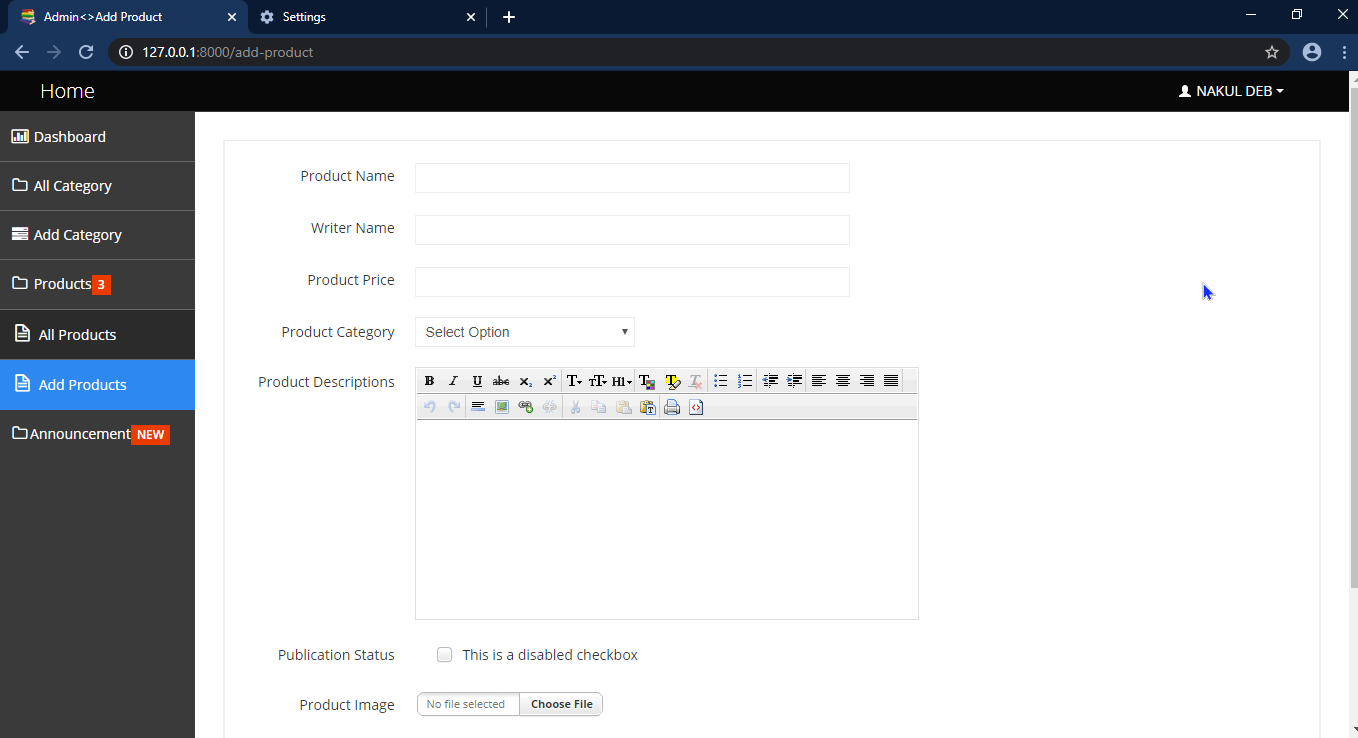 Admin<>Add Product
Settings
127.0.0.1:8000/add-product
Home
NAKUL DEB
Dashboard
All Category
Add Category
Products 3
All Products
Add Products
Announcement NEW
Product Name
Writer Name
Product Price
Product Category Select Option
Product Descriptions
B I U abc X₂ X² T TT H1 T T T
Publication Status This is a disabled checkbox
Product Image No file selected Choose File